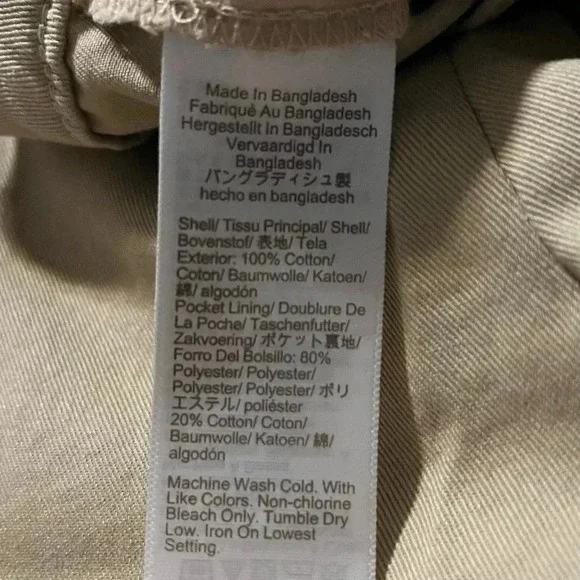 Made In Bangladesh
Fabriquè Au Bangladesh
Hergestellt In Bangladesch
Vervaardigd In
Bangladesh
バングラディシュ製
hecho en bangladesh
Shell/ Tissu Principal/ Shell/
Bovenstof/ 表地/ Tela
Exterior: 100% Cotton/
Coton/ Baumwolle/ Katoen/
綿/ algodón
Pocket Lining/ Doublure De
La Poche/ Taschenfutter/
Zakvoering/ ポケット裏地/
Forro Del Bolsillo: 80%
Polyester/ Polyester/
Polyester/ Polyester/ ポリ
エステル/ poliéster
20% Cotton/ Coton/
Baumwolle/ Katoen/ 綿/
algodón
Machine Wash Cold. With
Like Colors. Non-chlorine
Bleach Only. Tumble Dry
Low. Iron On Lowest
Setting.